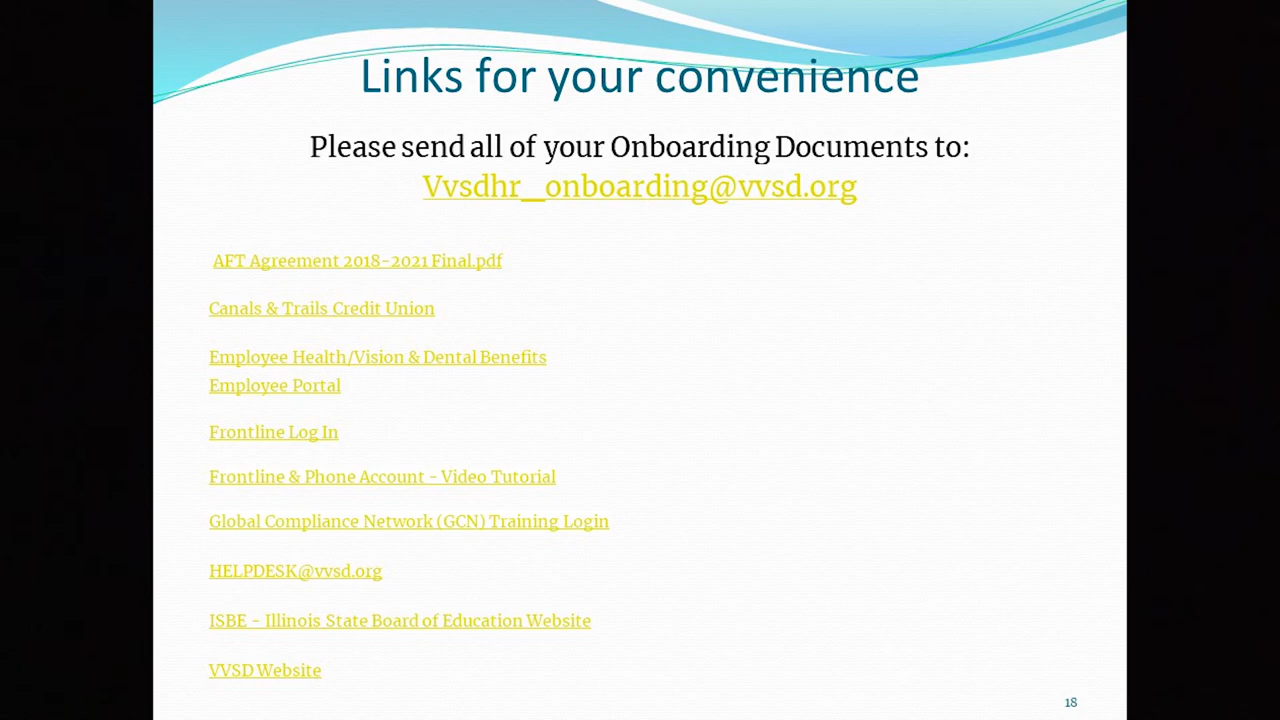 Links for your convenience
Please send all of your Onboarding Documents to:
Vvsdhr_onboarding@vvsd.org
AFT Agreement 2018-2021 Final.pdf
Canals & Trails Credit Union
Employee Health/Vision & Dental Benefits
Employee Portal
Frontline Log In
Frontline & Phone Account - Video Tutorial
Global Compliance Network (GCN) Training Login
HELPDESK@vvsd.org
ISBE - Illinois State Board of Education Website
VVSD Website
18